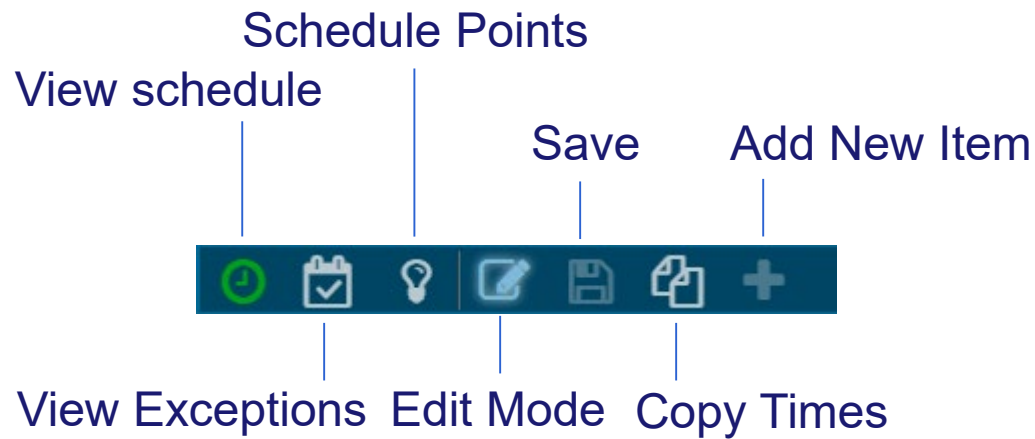 Schedule Points
View schedule
Save
Add New Item
View Exceptions
Edit Mode
Copy Times